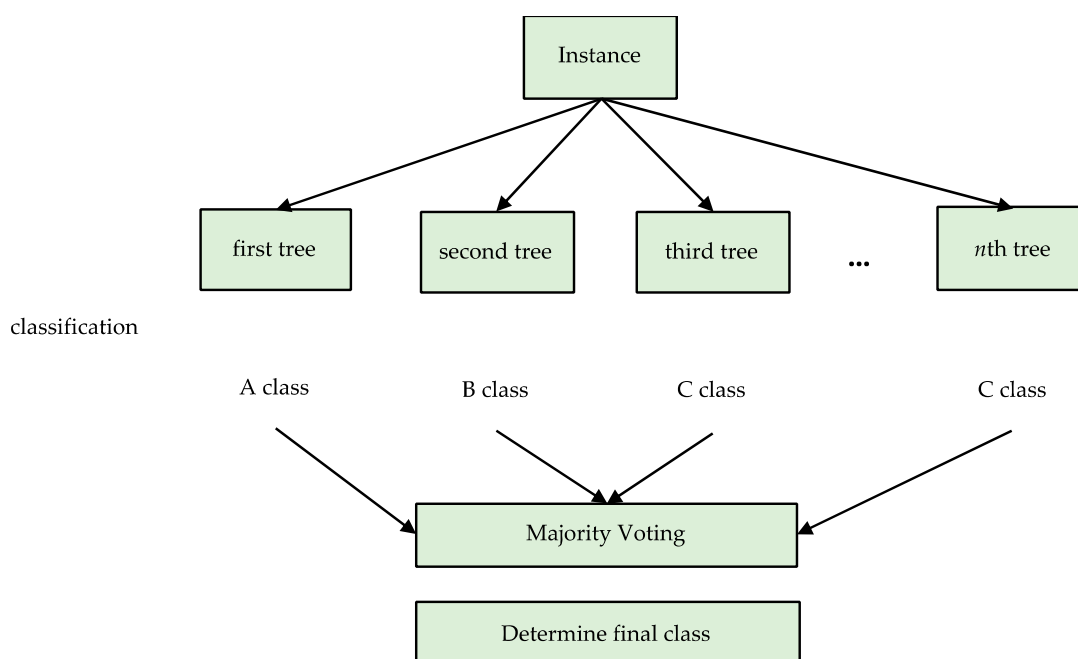 Instance
first tree
second tree
third tree
...
nth tree
classification
A class
B class
C class
C class
Majority Voting
Determine final class